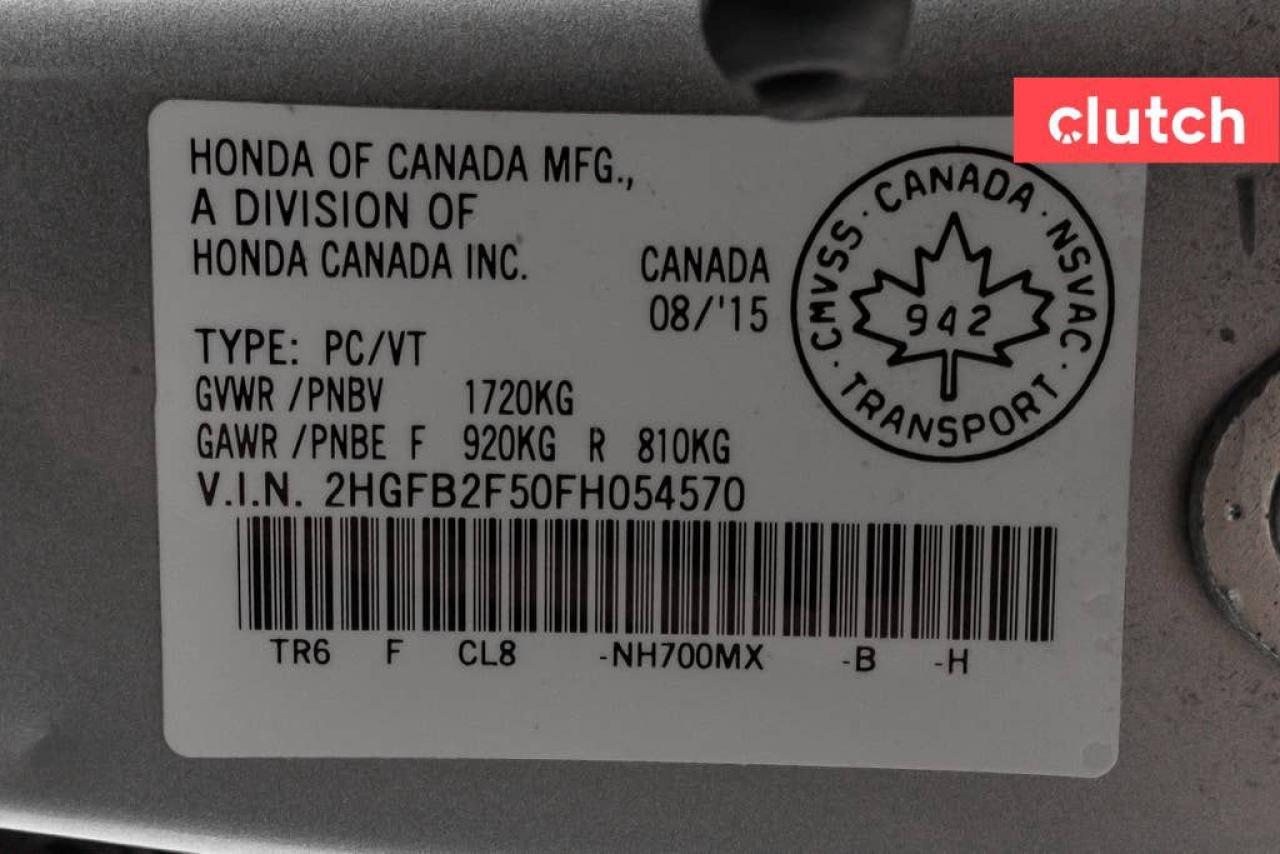 clutch
HONDA OF CANADA MFG.,
A DIVISION OF
HONDA CANADA INC.
CANADA
08/'15
TYPE: PC/VT
GVWR /PNBV 1720KG
GAWR /PNBE F 920KG R 810KG
V.I.N. 2HGFB2F50FH054570
TR6 F CL8 -NH700MX -B -H
CMVSS · CANADA · NSVAC · TRANSPORT ·
942